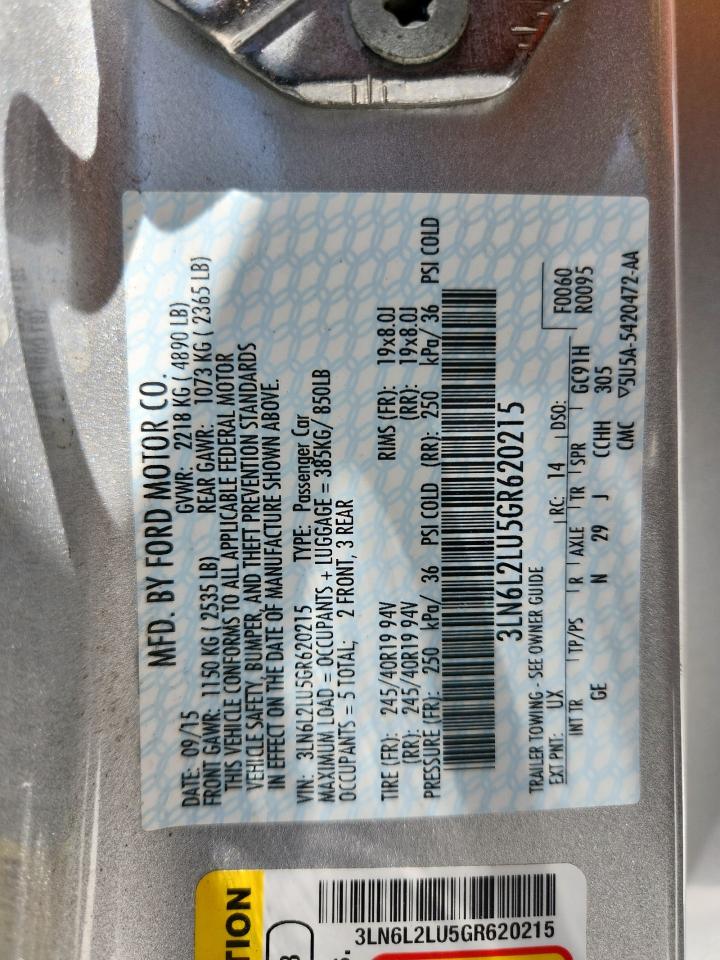 MFD. BY FORD MOTOR CO.
DATE: 09/15 GVWR: 2218 KG ( 4890 LB)
FRONT GAWR: 1150 KG ( 2535 LB) REAR GAWR: 1073 KG ( 2365 LB)
THIS VEHICLE CONFORMS TO ALL APPLICABLE FEDERAL MOTOR
VEHICLE SAFETY, BUMPER, AND THEFT PREVENTION STANDARDS
IN EFFECT ON THE DATE OF MANUFACTURE SHOWN ABOVE.
VIN: 3LN6L2LU5GR620215 TYPE: Passenger Car
MAXIMUM LOAD = OCCUPANTS + LUGGAGE = 385KG/ 850LB
OCCUPANTS = 5 TOTAL; 2 FRONT, 3 REAR
TIRE (FR): 245/40R19 94V RIMS (FR): 19x8.0J
(RR): 245/40R19 94V (RR): 19x8.0J
PRESSURE (FR): 250 kPa/ 36 PSI COLD (RR): 250 kPa/ 36 PSI COLD
3LN6L2LU5GR620215
TRAILER TOWING - SEE OWNER GUIDE F0060
EXT PNT: UX RC: 14 DSO: R0095
INT TR TP/PS R AXLE TR SPR GC91H
GE N 29 J CCHH 305
CMC ▽5U5A-5420472-AA
TION
3LN6L2LU5GR620215